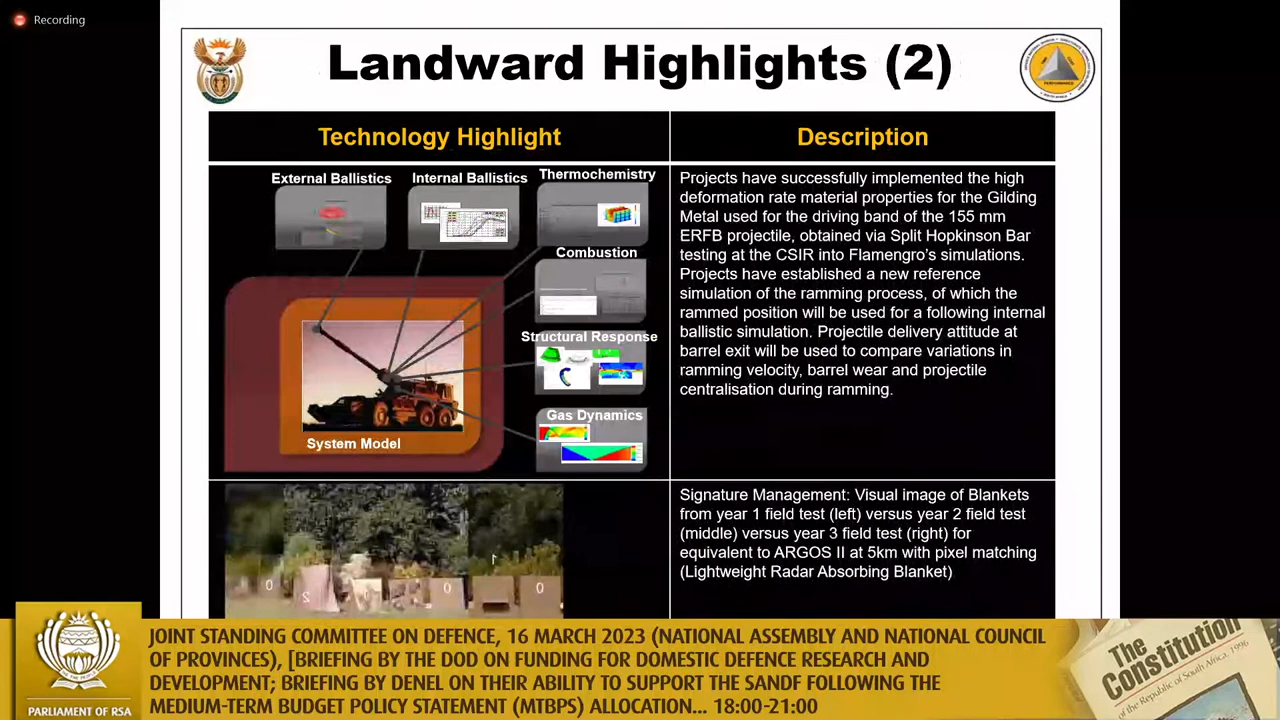 Recording
Landward Highlights (2)
PERFORMANCE
Technology Highlight
Description
External Ballistics
Internal Ballistics
Thermochemistry
Combustion
Structural Response
Gas Dynamics
System Model
Projects have successfully implemented the high
deformation rate material properties for the Gilding
Metal used for the driving band of the 155 mm
ERFB projectile, obtained via Split Hopkinson Bar
testing at the CSIR into Flamengro's simulations.
Projects have established a new reference
simulation of the ramming process, of which the
rammed position will be used for a following internal
ballistic simulation. Projectile delivery attitude at
barrel exit will be used to compare variations in
ramming velocity, barrel wear and projectile
centralisation during ramming.
Signature Management: Visual image of Blankets
from year 1 field test (left) versus year 2 field test
(middle) versus year 3 field test (right) for
equivalent to ARGOS II at 5km with pixel matching
(Lightweight Radar Absorbing Blanket)
JOINT STANDING COMMITTEE ON DEFENCE, 16 MARCH 2023 (NATIONAL ASSEMBLY AND NATIONAL COUNCIL
OF PROVINCES), [BRIEFING BY THE DOD ON FUNDING FOR DOMESTIC DEFENCE RESEARCH AND
DEVELOPMENT; BRIEFING BY DENEL ON THEIR ABILITY TO SUPPORT THE SANDF FOLLOWING THE
MEDIUM-TERM BUDGET POLICY STATEMENT (MTBPS) ALLOCATION... 18:00-21:00
PARLIAMENT OF RSA
The
Constitution
of the Republic of South Africa, 1996